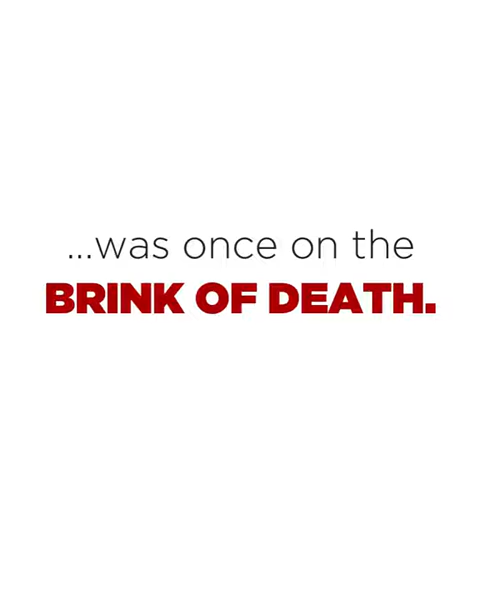 ...was once on the
BRINK OF DEATH.